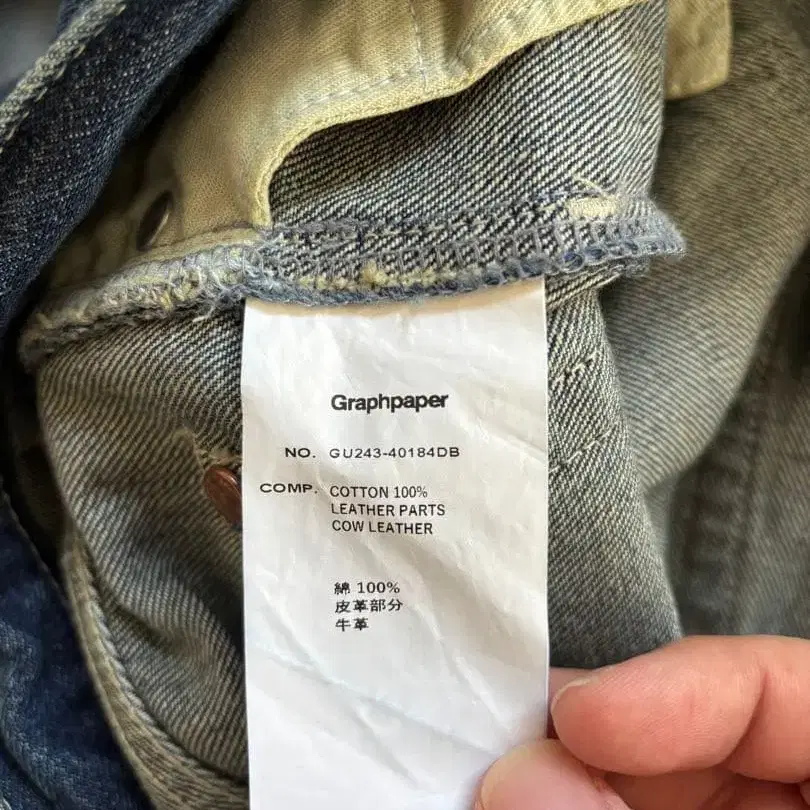 Graphpaper
NO. GU243-40184DB
COMP. COTTON 100%
LEATHER PARTS
COW LEATHER
綿 100%
皮革部分
牛革